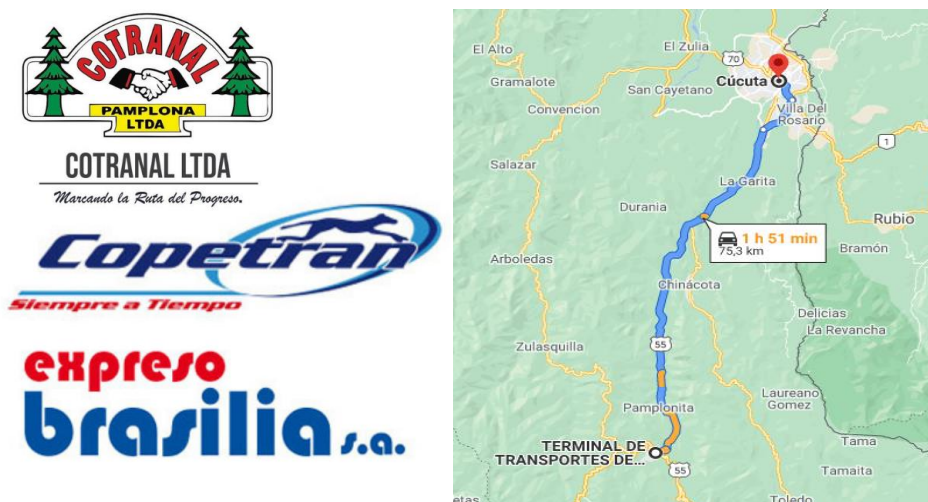 COTRANAL
PAMPLONA
LTDA
COTRANAL LTDA
Marcando la Ruta del Progreso.
Copetran
Siempre a Tiempo
expreso
brasilia s.a.
El Alto
El Zulia
70
Gramalote
Cúcuta
San Cayetano
Convencion
Villa Del
Rosario
1
Salazar
La Garita
Durania
Rubio
1 h 51 min
75,3 km
Bramón
Arboledas
Chinácota
Delicias
La Revancha
55
Zulasquilla
Laureano
Gomez
Pamplonita
TERMINAL DE
TRANSPORTES DE...
55
Tama
Tamaita
etas
Toledo